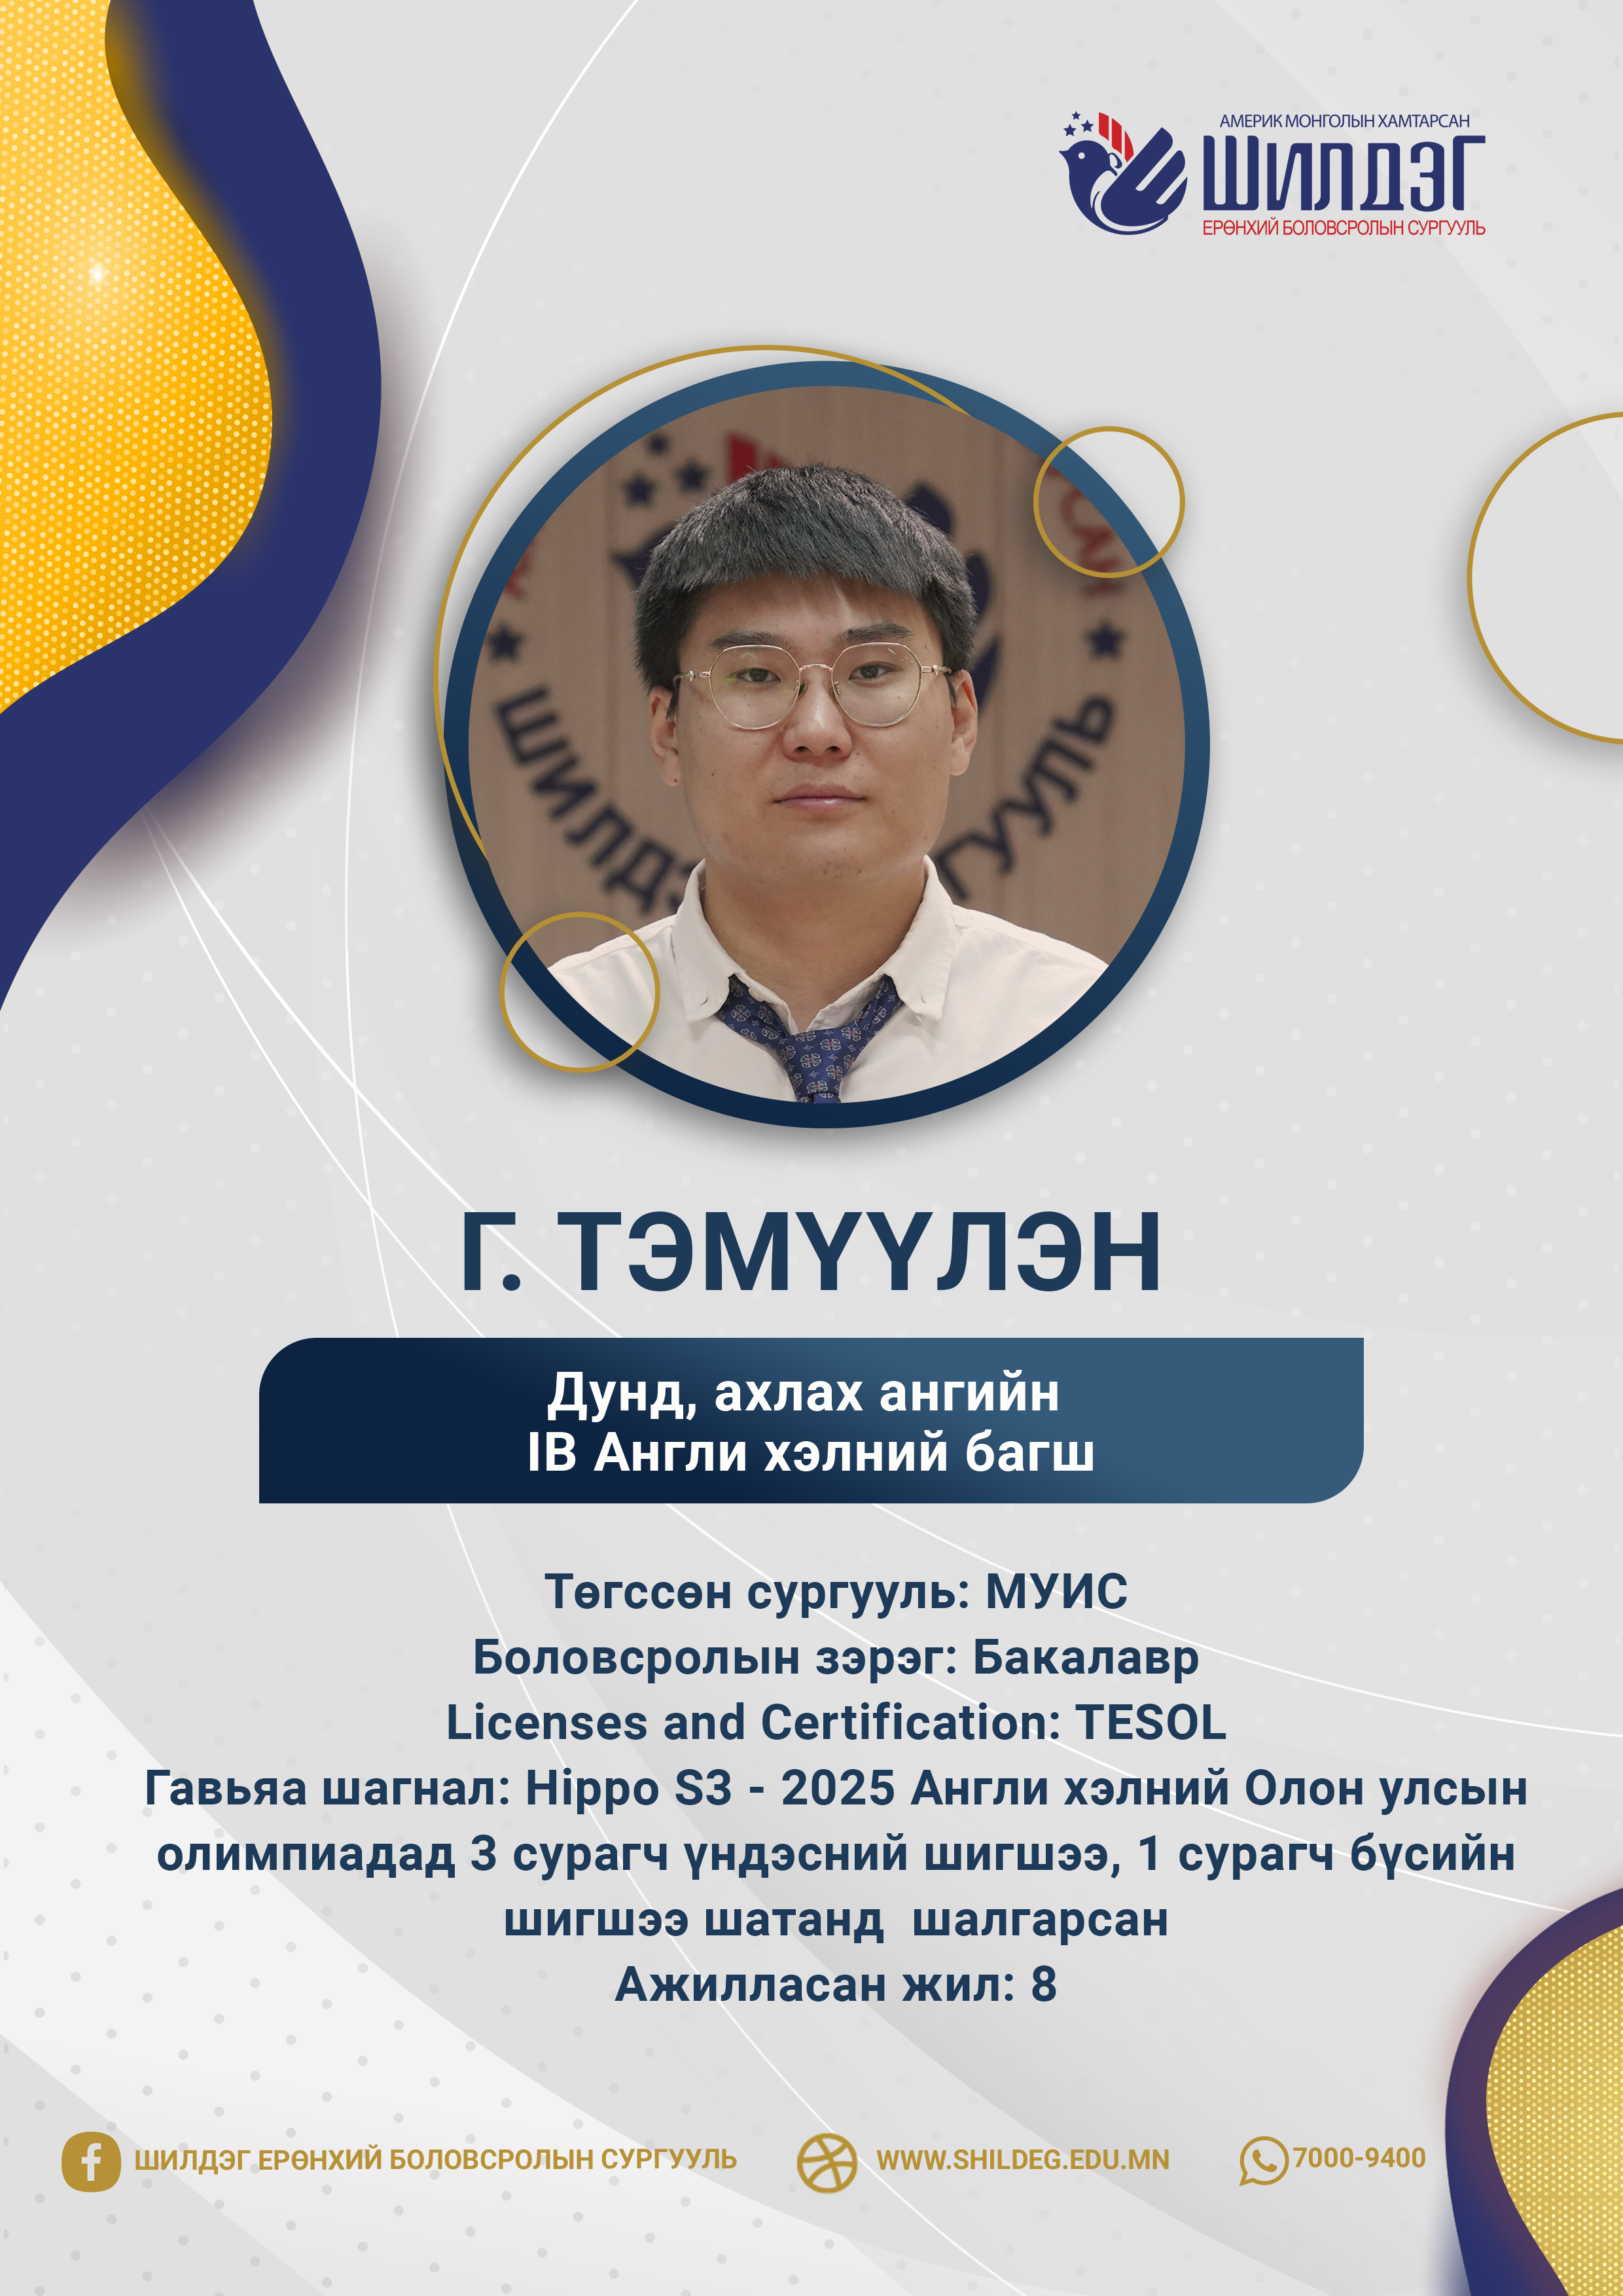 АМЕРИК МОНГОЛЫН ХАМТАРСАН
ШИЛДЭГ
ЕРӨНХИЙ БОЛОВСРОЛЫН СУРГУУЛЬ
САН
ШИЛДЭ
ГУУЛЬ
Г. ТЭМҮҮЛЭН
Дунд, ахлах ангийн
IB Англи хэлний багш
Төгссөн сургууль: МУИС
Боловсролын зэрэг: Бакалавр
Licenses and Certification: TESOL
Гавьяа шагнал: Hippo S3 - 2025 Англи хэлний Олон улсын
олимпиадад 3 сурагч үндэсний шигшээ, 1 сурагч бүсийн
шигшээ шатанд  шалгарсан
Ажилласан жил: 8
ШИЛДЭГ ЕРӨНХИЙ БОЛОВСРОЛЫН СУРГУУЛЬ
WWW.SHILDEG.EDU.MN
7000-9400